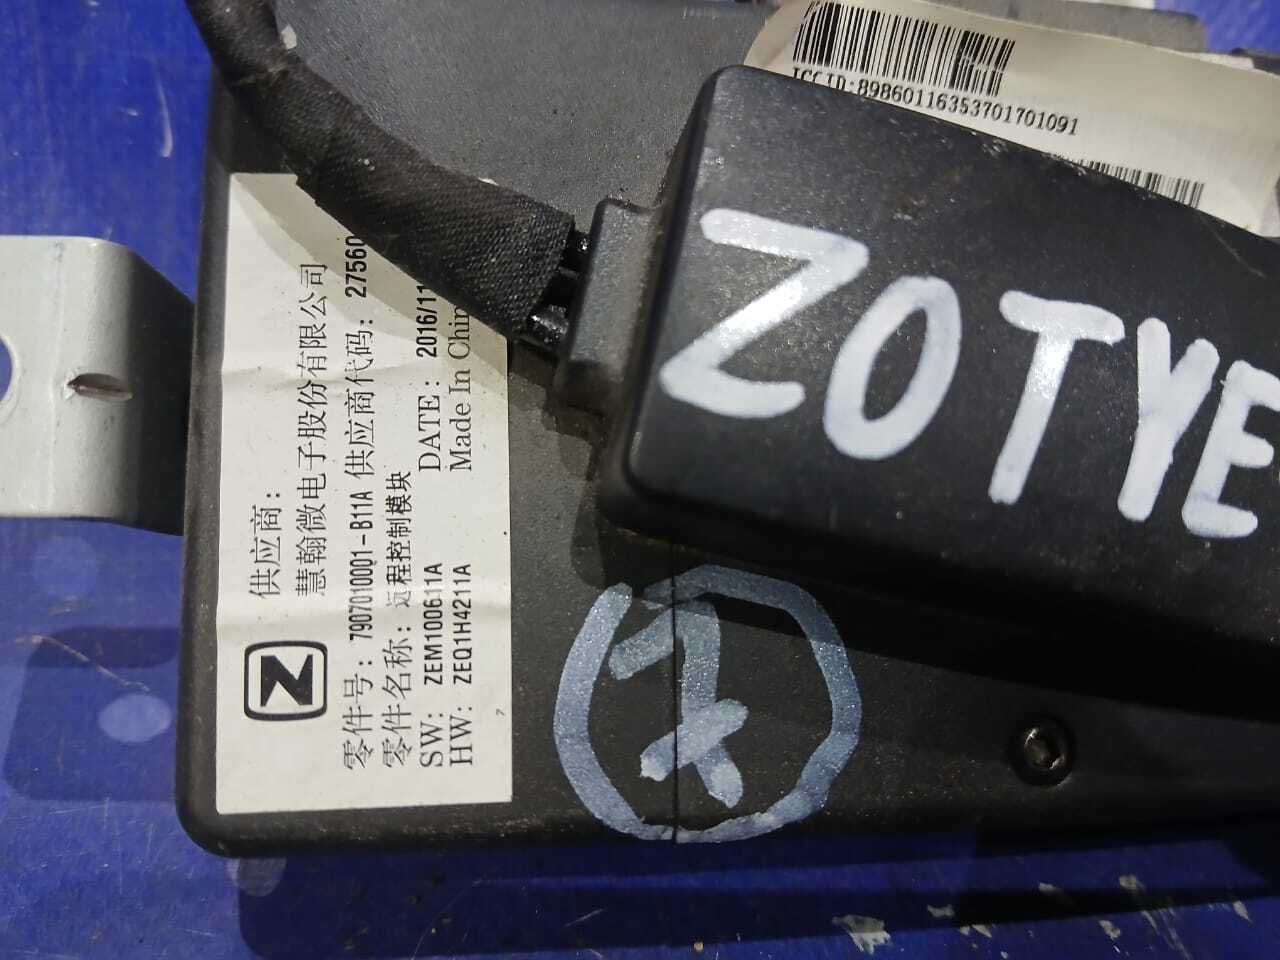 ICCID:89860116353701701091
ZOTYE
7
Z
供应商:
慧翰微电子股份有限公司
零件号: 7907010001-B11A 供应商代码: 27560
零件名称: 远程控制模块
SW: ZEM100611A DATE: 2016/11
HW: ZEQ1H4211A Made In Chin